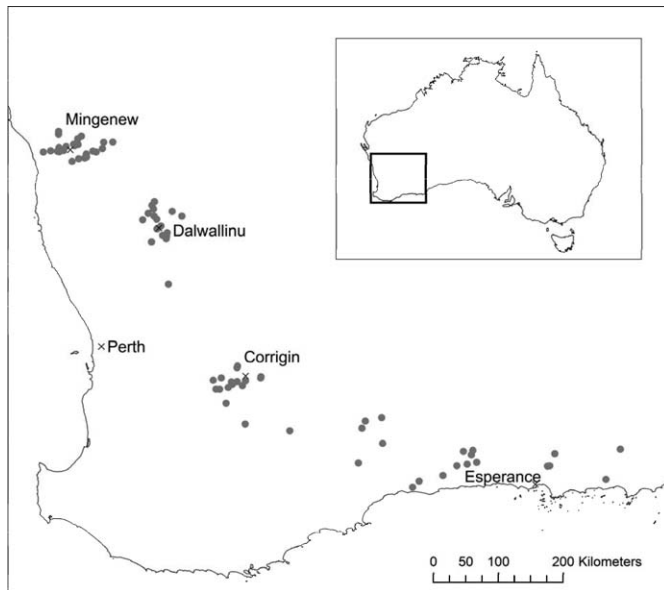 Mingenew
Dalwallinu
Perth
Corrigin
Esperance
0 50 100 200 Kilometers